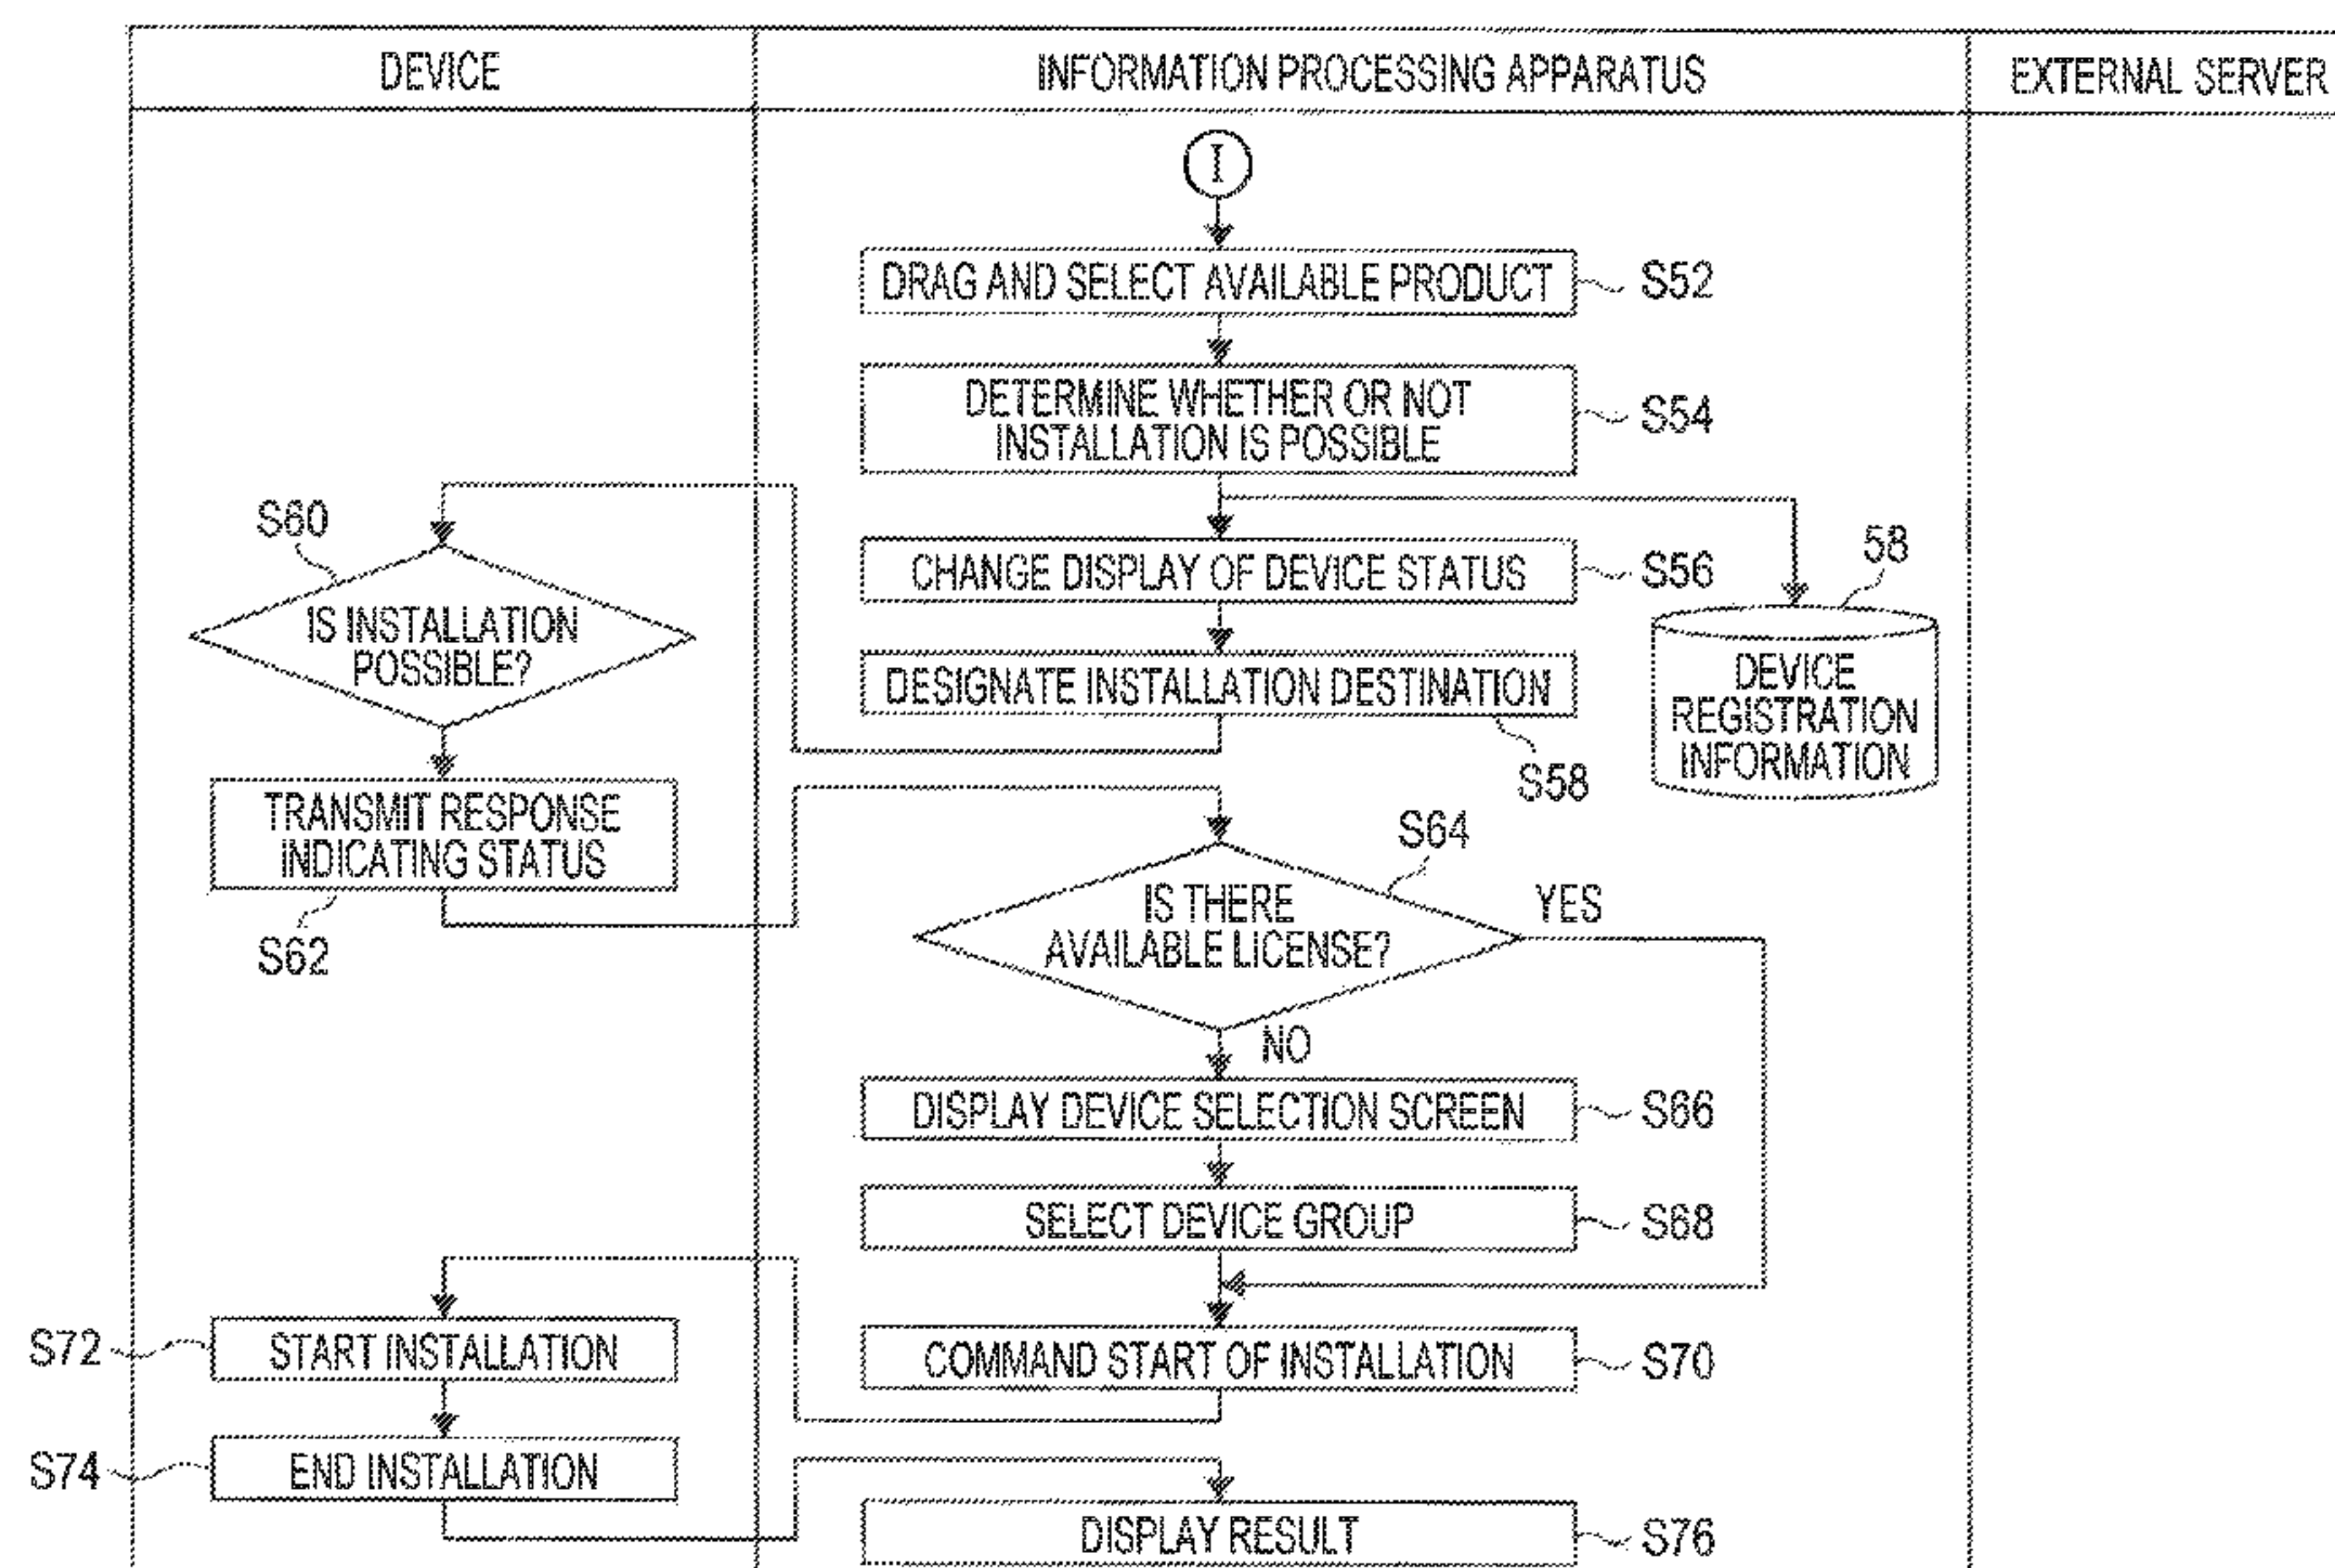 DEVICE
INFORMATION PROCESSING APPARATUS
EXTERNAL SERVER
I
DRAG AND SELECT AVAILABLE PRODUCT
S52
DETERMINE WHETHER OR NOT
INSTALLATION IS POSSIBLE
S54
S60
IS INSTALLATION
POSSIBLE?
CHANGE DISPLAY OF DEVICE STATUS
S56
58
DEVICE
REGISTRATION
INFORMATION
DESIGNATE INSTALLATION DESTINATION
S58
TRANSMIT RESPONSE
INDICATING STATUS
S62
S64
IS THERE
AVAILABLE LICENSE?
YES
NO
DISPLAY DEVICE SELECTION SCREEN
S66
SELECT DEVICE GROUP
S68
S72
START INSTALLATION
COMMAND START OF INSTALLATION
S70
S74
END INSTALLATION
DISPLAY RESULT
S76